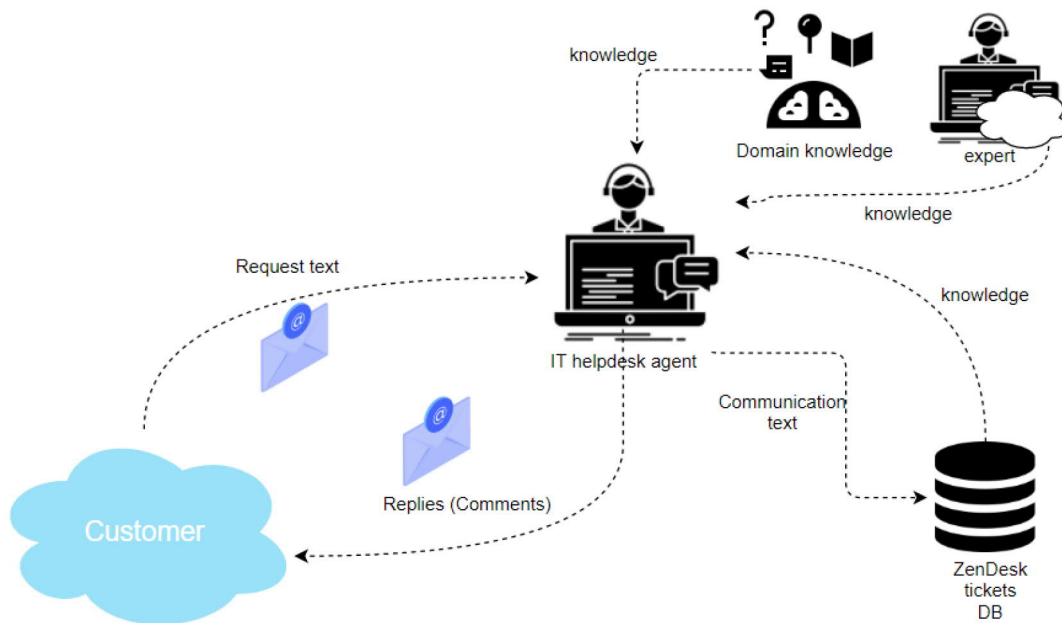 knowledge
Domain knowledge
expert
knowledge
Request text
knowledge
IT helpdesk agent
Communication
text
Replies (Comments)
Customer
ZenDesk
tickets
DB